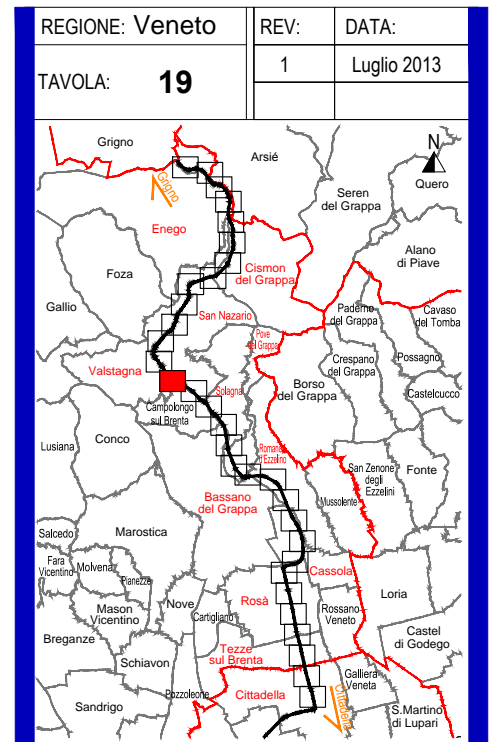 REGIONE: Veneto
REV:
DATA:
TAVOLA: 19
1
Luglio 2013
Grigno
Arsié
N
Quero
Grigno
Seren
del Grappa
Enego
Alano
di Piave
Foza
Cismon
del Grappa
Gallio
San Nazario
Paderno
del Grappa
Cavaso
del Tomba
Pove
del Grappa
Valstagna
Crespano
del Grappa
Possagno
Borso
del Grappa
Solagna
Castelcucco
Campolongo
sul Brenta
Lusiana
Conco
Romano
d'Ezzelino
San Zenone
degli
Ezzelini
Fonte
Bassano
del Grappa
Mussolente
Salcedo
Marostica
Fara
Vicentino
Molvena
Pianezze
Cassola
Loria
Mason
Vicentino
Nove
Rosà
Rossano
Veneto
Cartigliano
Breganze
Castel
di Godego
Schiavon
Tezze
sul Brenta
Galliera
Veneta
Pozzoleone
Cittadella
Cittadella
Sandrigo
S.Martino
di Lupari